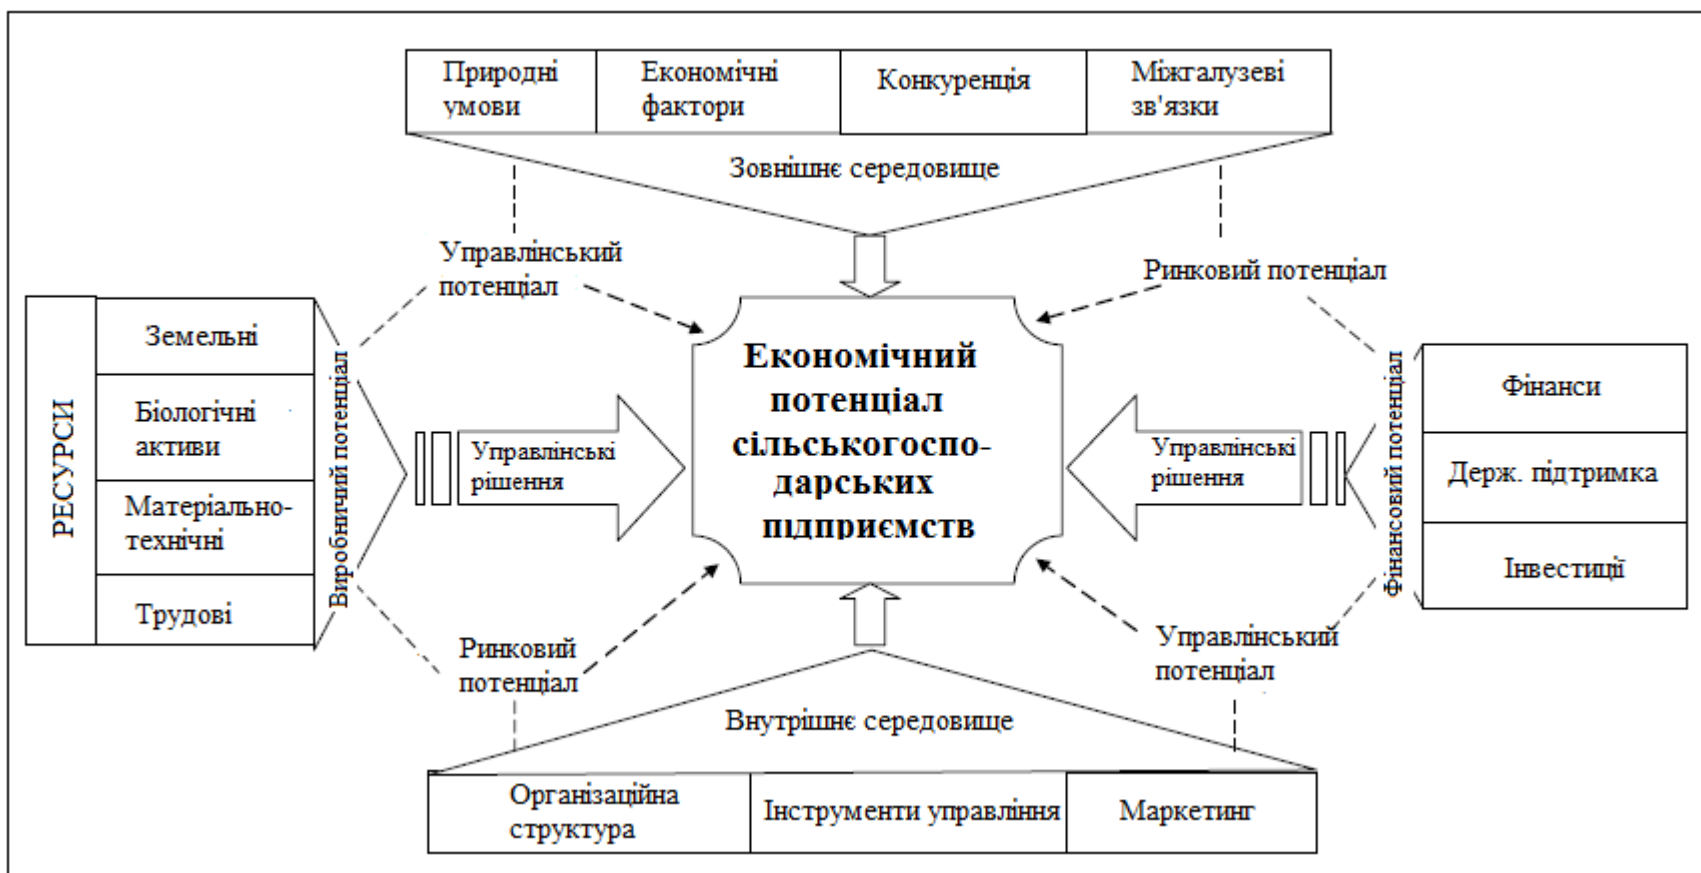 Природні
умови
Економічні
фактори
Конкуренція
Міжгалузеві
зв'язки
Зовнішнє середовище
Управлінський
потенціал
Ринковий потенціал
РЕСУРСИ
Земельні
Біологічні
активи
Матеріально-
технічні
Трудові
Виробничий потенціал
Управлінські
рішення
Економічний
потенціал
сільськогоспо-
дарських
підприємств
Управлінські
рішення
Фінансовий потенціал
Фінанси
Держ. підтримка
Інвестиції
Ринковий
потенціал
Управлінський
потенціал
Внутрішнє середовище
Організаційна
структура
Інструменти управління
Маркетинг